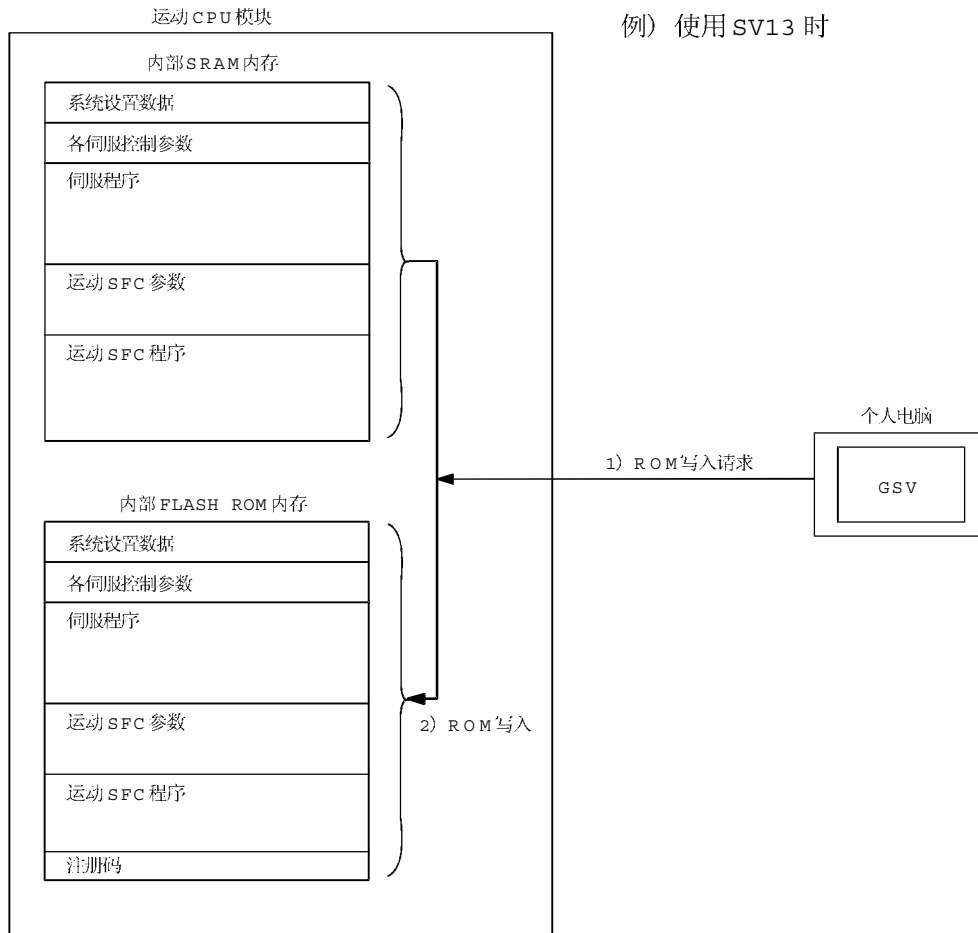 运动CPU模块
例) 使用SV13时
内部SRAM内存
系统设置数据
各伺服控制参数
伺服程序
运动SFC参数
运动SFC程序
个人电脑
GSV
1) ROM写入请求
内部FLASH ROM内存
系统设置数据
各伺服控制参数
伺服程序
2) ROM写入
运动SFC参数
运动SFC程序
注册码